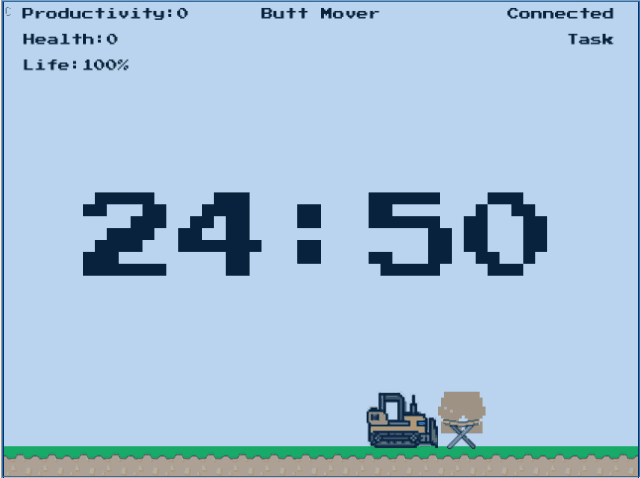 Productivity:0
Butt Mover
Connected
Health:0
Task
Life:100%
24:50